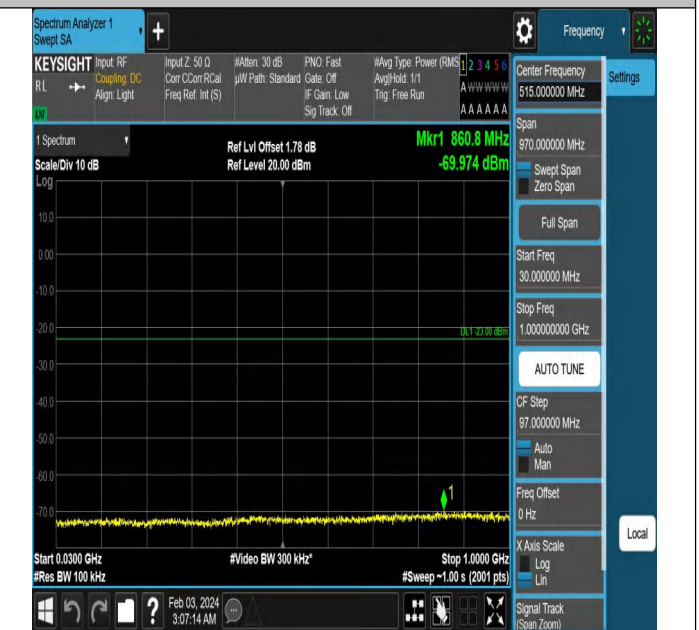 Spectrum Analyzer 1
Swept SA
+
Frequency
KEYSIGHT
RL
LXI
Input: RF
Coupling: DC
Align: Light
Input Z: 50 Ω
Corr CCorr RCal
Freq Ref: Int (S)
#Atten: 30 dB
µW Path: Standard
PNO: Fast
Gate: Off
IF Gain: Low
Sig Track: Off
#Avg Type: Power (RMS
Avg|Hold: 1/1
Trig: Free Run
1 2 3 4 5 6
A W W W W W
A A A A A A
1 Spectrum
Scale/Div 10 dB
Log
Ref Lvl Offset 1.78 dB
Ref Level 20.00 dBm
Mkr1 860.8 MHz
-69.974 dBm
10.0
0.00
-10.0
-20.0
DL1 -23.00 dBm
-30.0
-40.0
-50.0
-60.0
-70.0
1
Start 0.0300 GHz
#Res BW 100 kHz
#Video BW 300 kHz*
Stop 1.0000 GHz
#Sweep ~1.00 s (2001 pts)
?
Feb 03, 2024
3:07:14 AM
Center Frequency
515.000000 MHz
Settings
Span
970.000000 MHz
Swept Span
Zero Span
Full Span
Start Freq
30.000000 MHz
Stop Freq
1.000000000 GHz
AUTO TUNE
CF Step
97.000000 MHz
Auto
Man
Freq Offset
0 Hz
X Axis Scale
Log
Lin
Local
Signal Track
(Span Zoom)